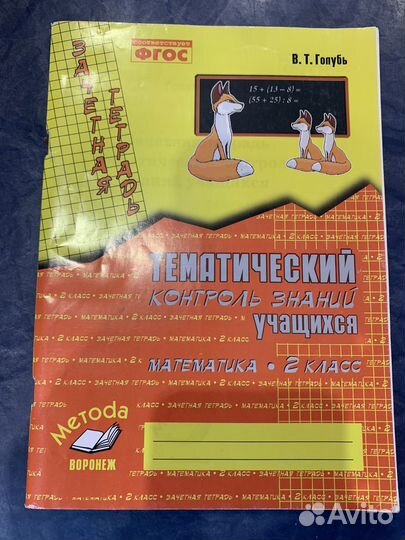 соответствует
ФГОС
В. Т. Голубь
ЗАЧЕТНАЯ
ТЕТРАДЬ
15 + (13 – 8) =
(55 + 25) : 8 =
ТЕМАТИЧЕСКИЙ
КОНТРОЛЬ ЗНАНИЙ
учащихся
МАТЕМАТИКА • 2 КЛАСС
Метода
ВОРОНЕЖ
Avito